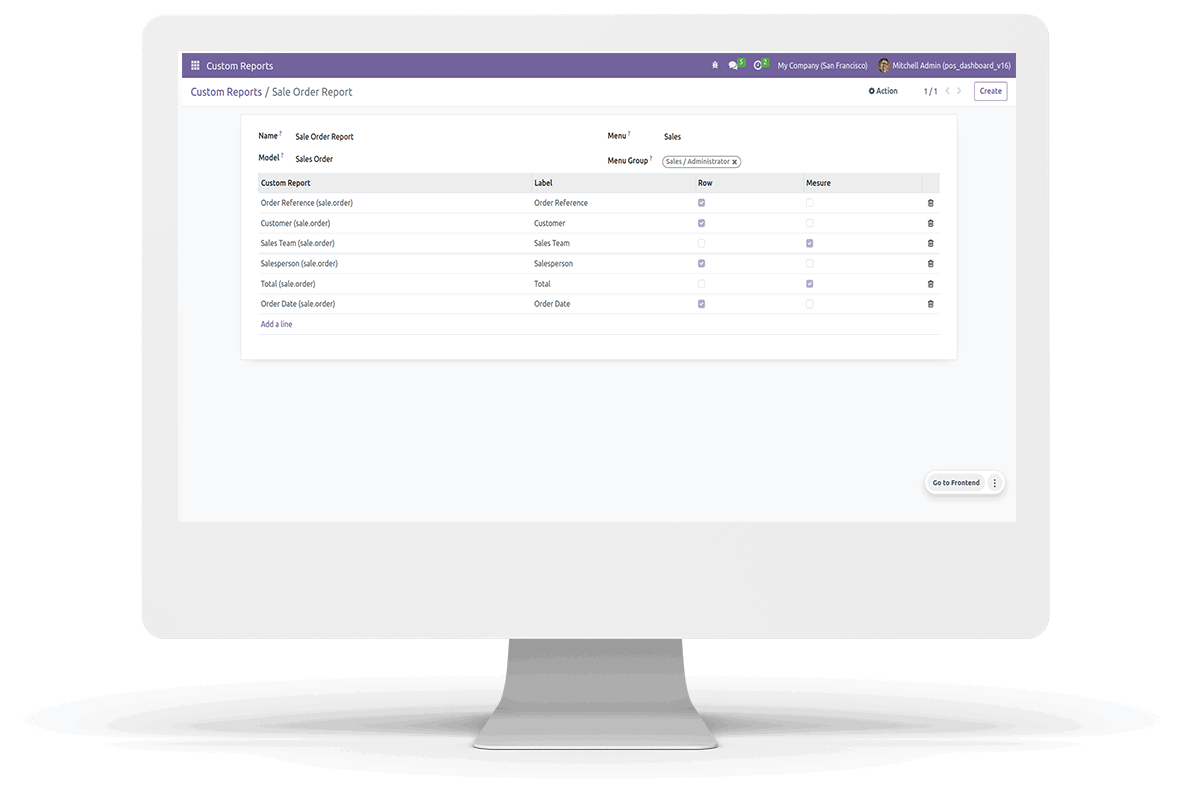 Custom Reports 5 2 My Company (San Francisco) Mitchell Admin (pos_dashboard_v16)
Custom Reports / Sale Order Report Action 1 / 1 Create
Name ? Sale Order Report Menu ? Sales
Model ? Sales Order Menu Group ? Sales / Administrator ×
Custom Report Label Row Mesure
Order Reference (sale.order) Order Reference
Customer (sale.order) Customer
Sales Team (sale.order) Sales Team
Salesperson (sale.order) Salesperson
Total (sale.order) Total
Order Date (sale.order) Order Date
Add a line
Go to Frontend